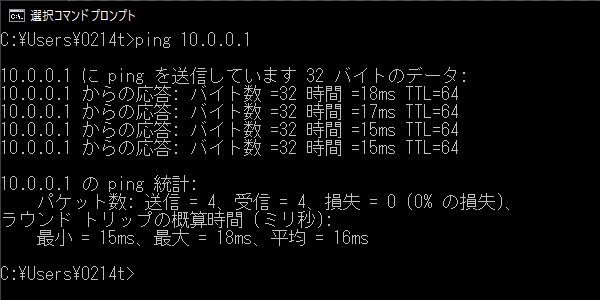 選択コマンドプロンプト
C:¥Users¥0214t>ping 10.0.0.1
10.0.0.1 に ping を送信しています 32 バイトのデータ:
10.0.0.1 からの応答: バイト数 =32 時間 =18ms TTL=64
10.0.0.1 からの応答: バイト数 =32 時間 =17ms TTL=64
10.0.0.1 からの応答: バイト数 =32 時間 =15ms TTL=64
10.0.0.1 からの応答: バイト数 =32 時間 =15ms TTL=64
10.0.0.1 の ping 統計:
パケット数: 送信 = 4、受信 = 4、損失 = 0 (0% の損失)、
ラウンド トリップの概算時間 (ミリ秒):
最小 = 15ms、最大 = 18ms、平均 = 16ms
C:¥Users¥0214t>